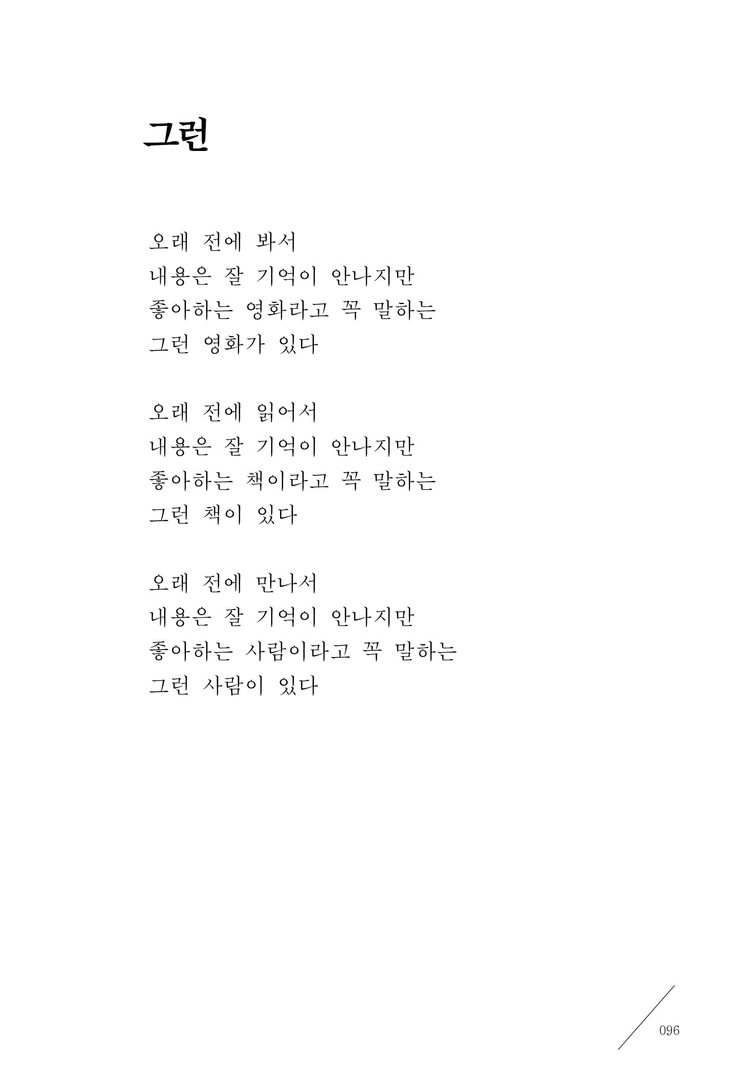 그런
오래 전에 봐서
내용은 잘 기억이 안나지만
좋아하는 영화라고 꼭 말하는
그런 영화가 있다
오래 전에 읽어서
내용은 잘 기억이 안나지만
좋아하는 책이라고 꼭 말하는
그런 책이 있다
오래 전에 만나서
내용은 잘 기억이 안나지만
좋아하는 사람이라고 꼭 말하는
그런 사람이 있다
096